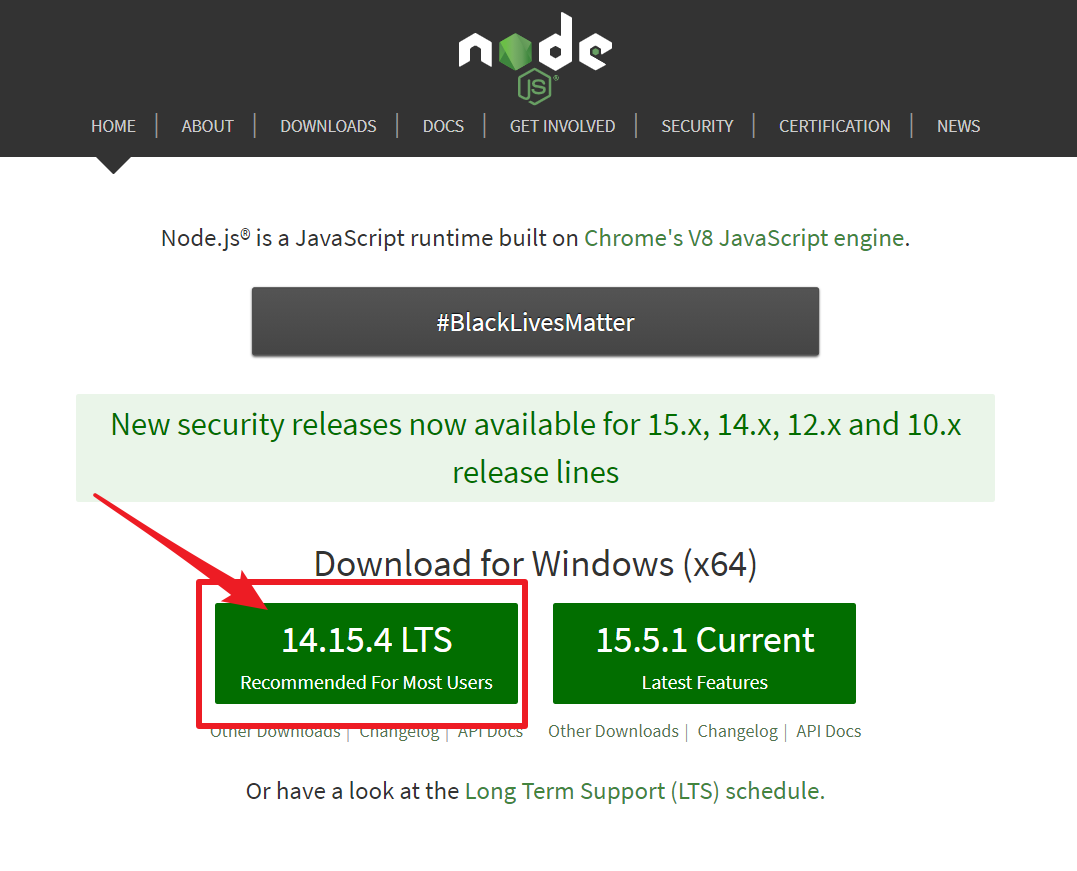 node
JS®
HOME | ABOUT | DOWNLOADS | DOCS | GET INVOLVED | SECURITY | CERTIFICATION | NEWS
Node.js® is a JavaScript runtime built on Chrome's V8 JavaScript engine.
#BlackLivesMatter
New security releases now available for 15.x, 14.x, 12.x and 10.x
release lines
Download for Windows (x64)
14.15.4 LTS
Recommended For Most Users
15.5.1 Current
Latest Features
Other Downloads | Changelog | API Docs
Other Downloads | Changelog | API Docs
Or have a look at the Long Term Support (LTS) schedule.